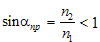 sinα_пр = n₂/n₁ < 1